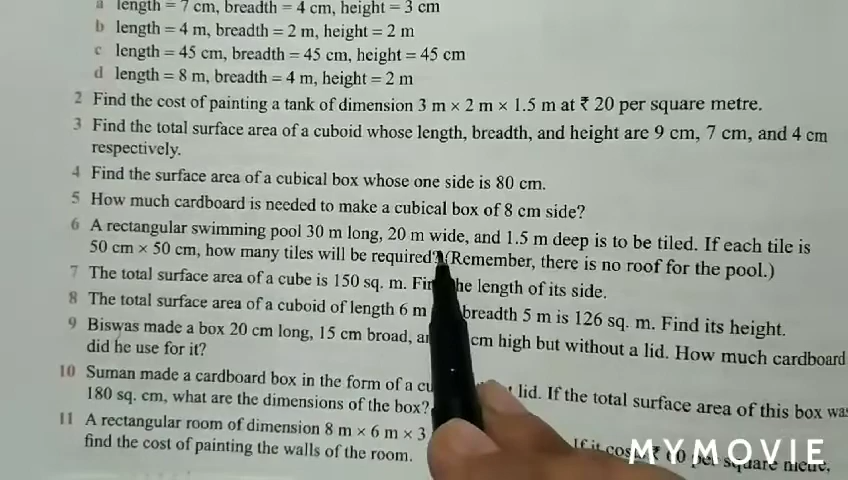 a length = 7 cm, breadth = 4 cm, height = 3 cm
b length = 4 m, breadth = 2 m, height = 2 m
c length = 45 cm, breadth = 45 cm, height = 45 cm
d length = 8 m, breadth = 4 m, height = 2 m
2 Find the cost of painting a tank of dimension 3 m × 2 m × 1.5 m at ₹ 20 per square metre.
3 Find the total surface area of a cuboid whose length, breadth, and height are 9 cm, 7 cm, and 4 cm
respectively.
4 Find the surface area of a cubical box whose one side is 80 cm.
5 How much cardboard is needed to make a cubical box of 8 cm side?
6 A rectangular swimming pool 30 m long, 20 m wide, and 1.5 m deep is to be tiled. If each tile is
50 cm × 50 cm, how many tiles will be required? (Remember, there is no roof for the pool.)
7 The total surface area of a cube is 150 sq. m. the length of its side.
8 The total surface area of a cuboid of length 6 m breadth 5 m is 126 sq. m. Find its height.
9 Biswas made a box 20 cm long, 15 cm broad, cm high but without a lid. How much cardboard
did he use for it?
10 Suman made a cardboard box in the form of a lid. If the total surface area of this box was
180 sq. cm, what are the dimensions of the box?
11 A rectangular room of dimension 8 m × 6 m × 3 If it per square metre,
find the cost of painting the walls of the room.
MYMOVIE